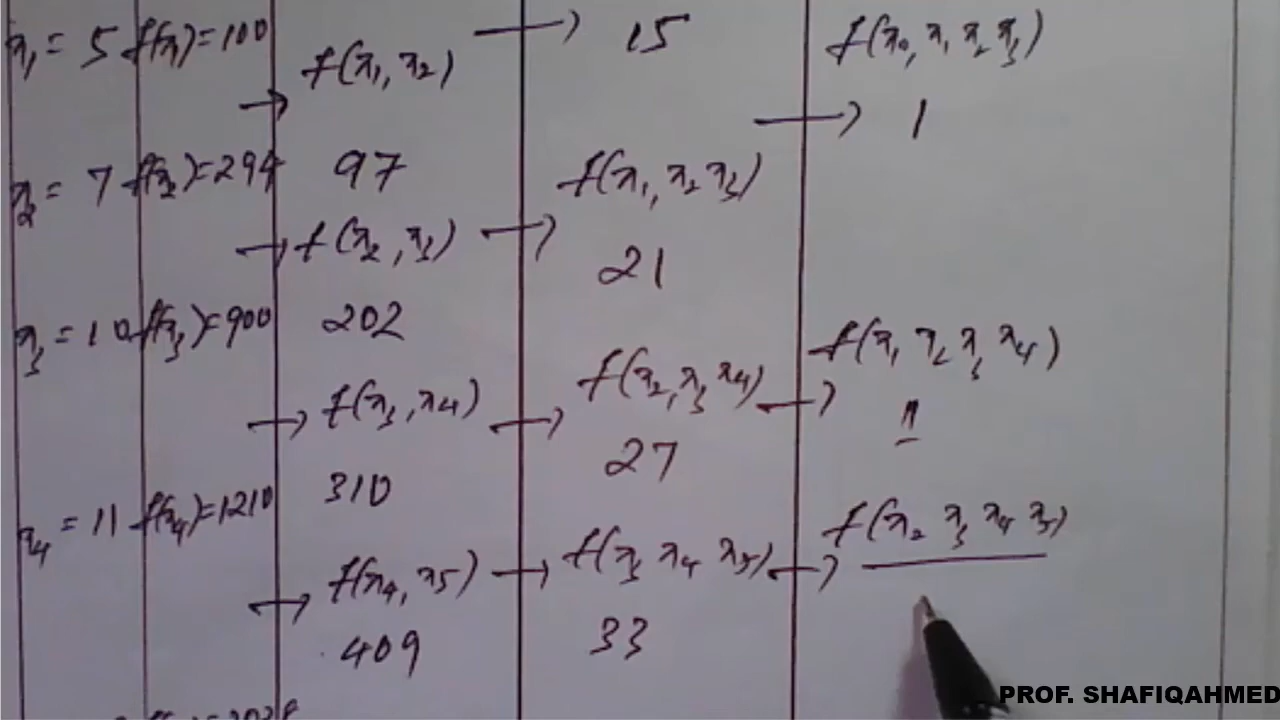 x₁ = 5 f(x₁)=100 f(x₁, x₂) → 15 f(x₀, x₁ x₂ x₃)
→ → 1
x₂ = 7 f(x₂)=294 97 f(x₁, x₂ x₃)
→ f(x₂, x₃) →
21
x₃ = 10 f(x₃)=900 202 f(x₁ x₂ x₃ x₄)
→ f(x₃, x₄) → f(x₂, x₃ x₄) → 1
27
x₄ = 11 f(x₄)=1210 310 f(x₂ x₃ x₄ x₅)
→ f(x₄, x₅) → f(x₃ x₄ x₅) →
409 33
PROF. SHAFIQAHMED